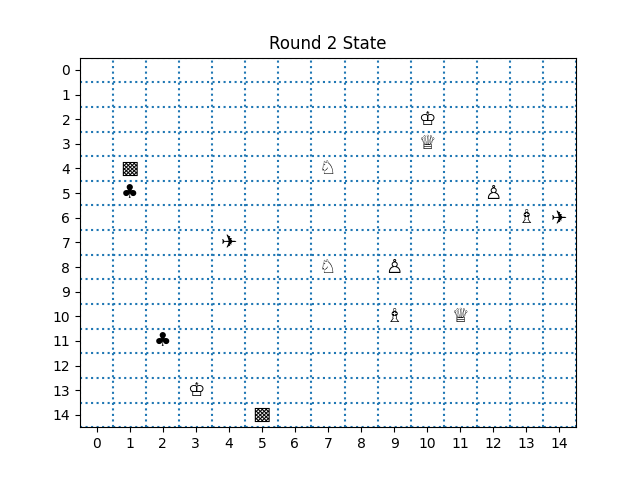 Round 2 State
0
1
2 ♔
3 ♕
4 ▩ ♘
5 ♣ ♙
6 ♗ ✈
7 ✈
8 ♘ ♙
9
10 ♗ ♕
11 ♣
12
13 ♔
14 ▩
0 1 2 3 4 5 6 7 8 9 10 11 12 13 14